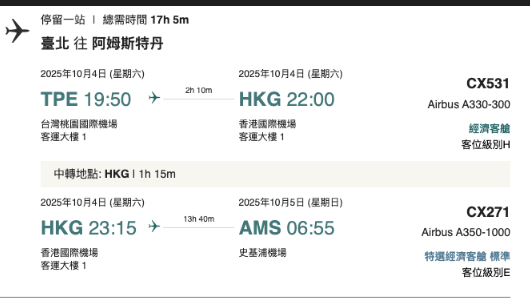 停留一站 | 總需時間 17h 5m
臺北 往 阿姆斯特丹
2025年10月4日 (星期六)
TPE 19:50
台灣桃園國際機場
客運大樓 1
2h 10m
2025年10月4日 (星期六)
HKG 22:00
香港國際機場
客運大樓 1
CX531
Airbus A330-300
經濟客艙
客位級別H
中轉地點: HKG | 1h 15m
2025年10月4日 (星期六)
HKG 23:15
香港國際機場
客運大樓 1
13h 40m
2025年10月5日 (星期日)
AMS 06:55
史基浦機場
CX271
Airbus A350-1000
特選經濟客艙 標準
客位級別E